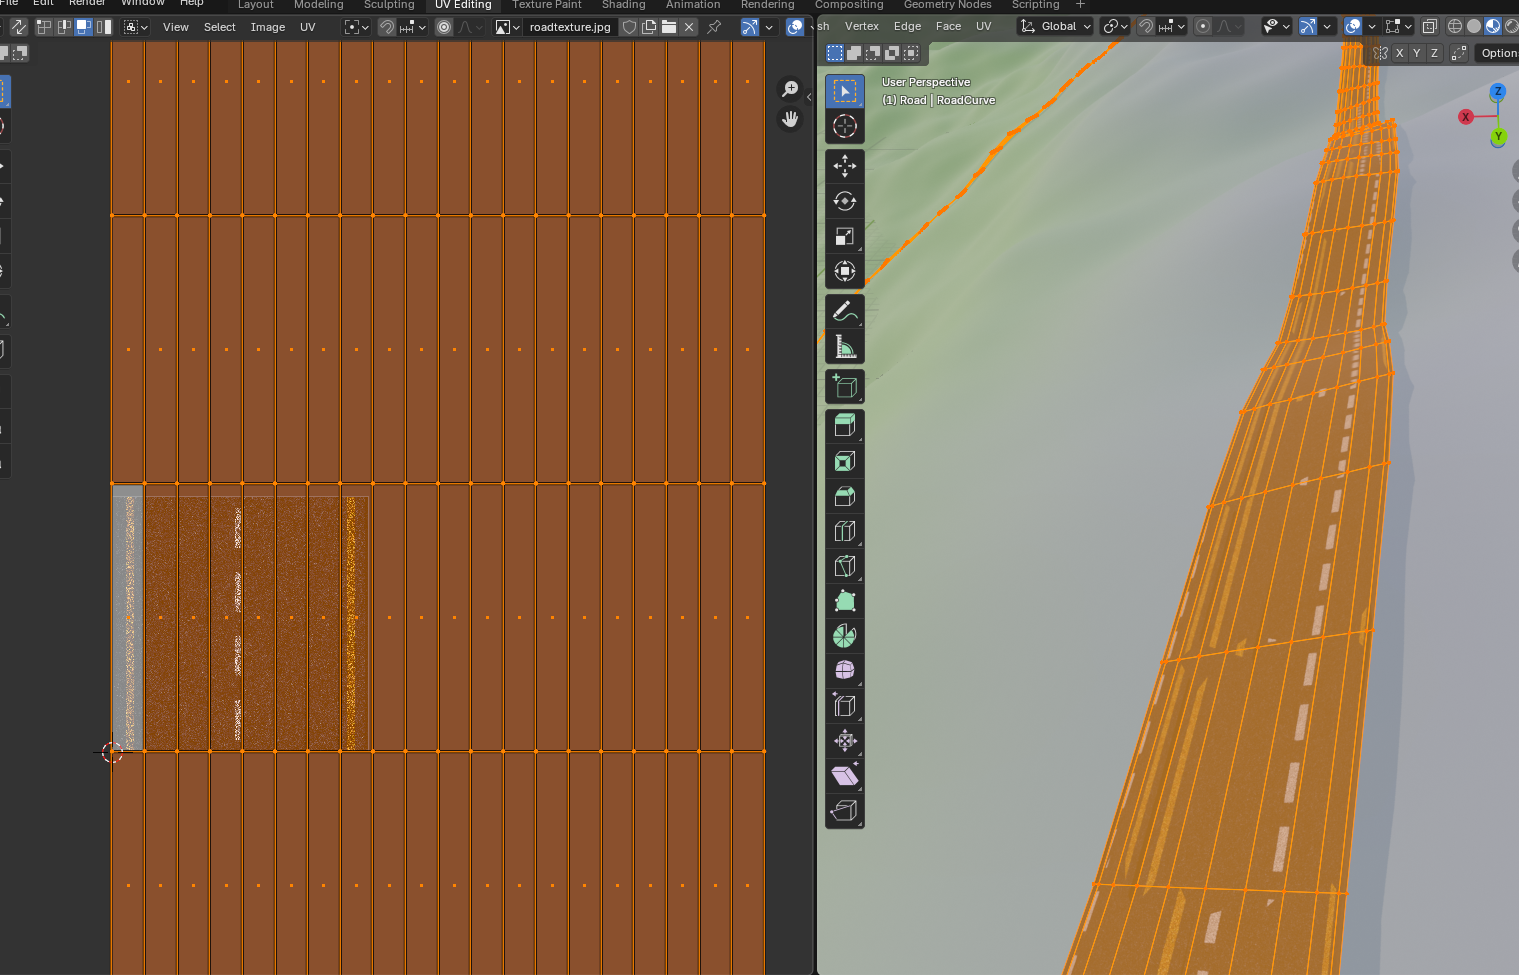 File Edit Render Window Layout Modeling Sculpting UV Editing Texture Paint Shading Animation Rendering Compositing Geometry Nodes Scripting +
View Select Image UV roadtexture.jpg
sh Vertex Edge Face UV Global
X Y Z Option
User Perspective
(1) Road | RoadCurve
Z
X
Y